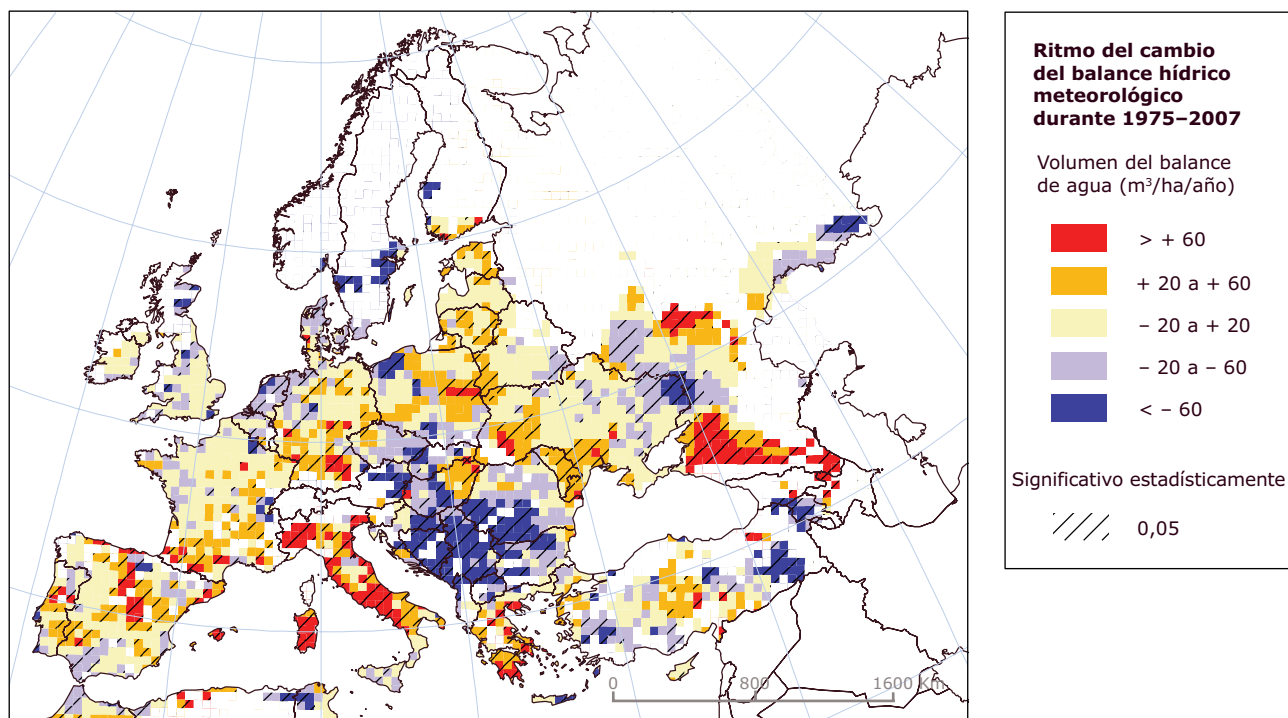 Ritmo del cambio
del balance hídrico
meteorológico
durante 1975–2007
Volumen del balance
de agua (m³/ha/año)
> + 60
+ 20 a + 60
– 20 a + 20
– 20 a – 60
< – 60
Significativo estadísticamente
0,05
0 800 1600 Km